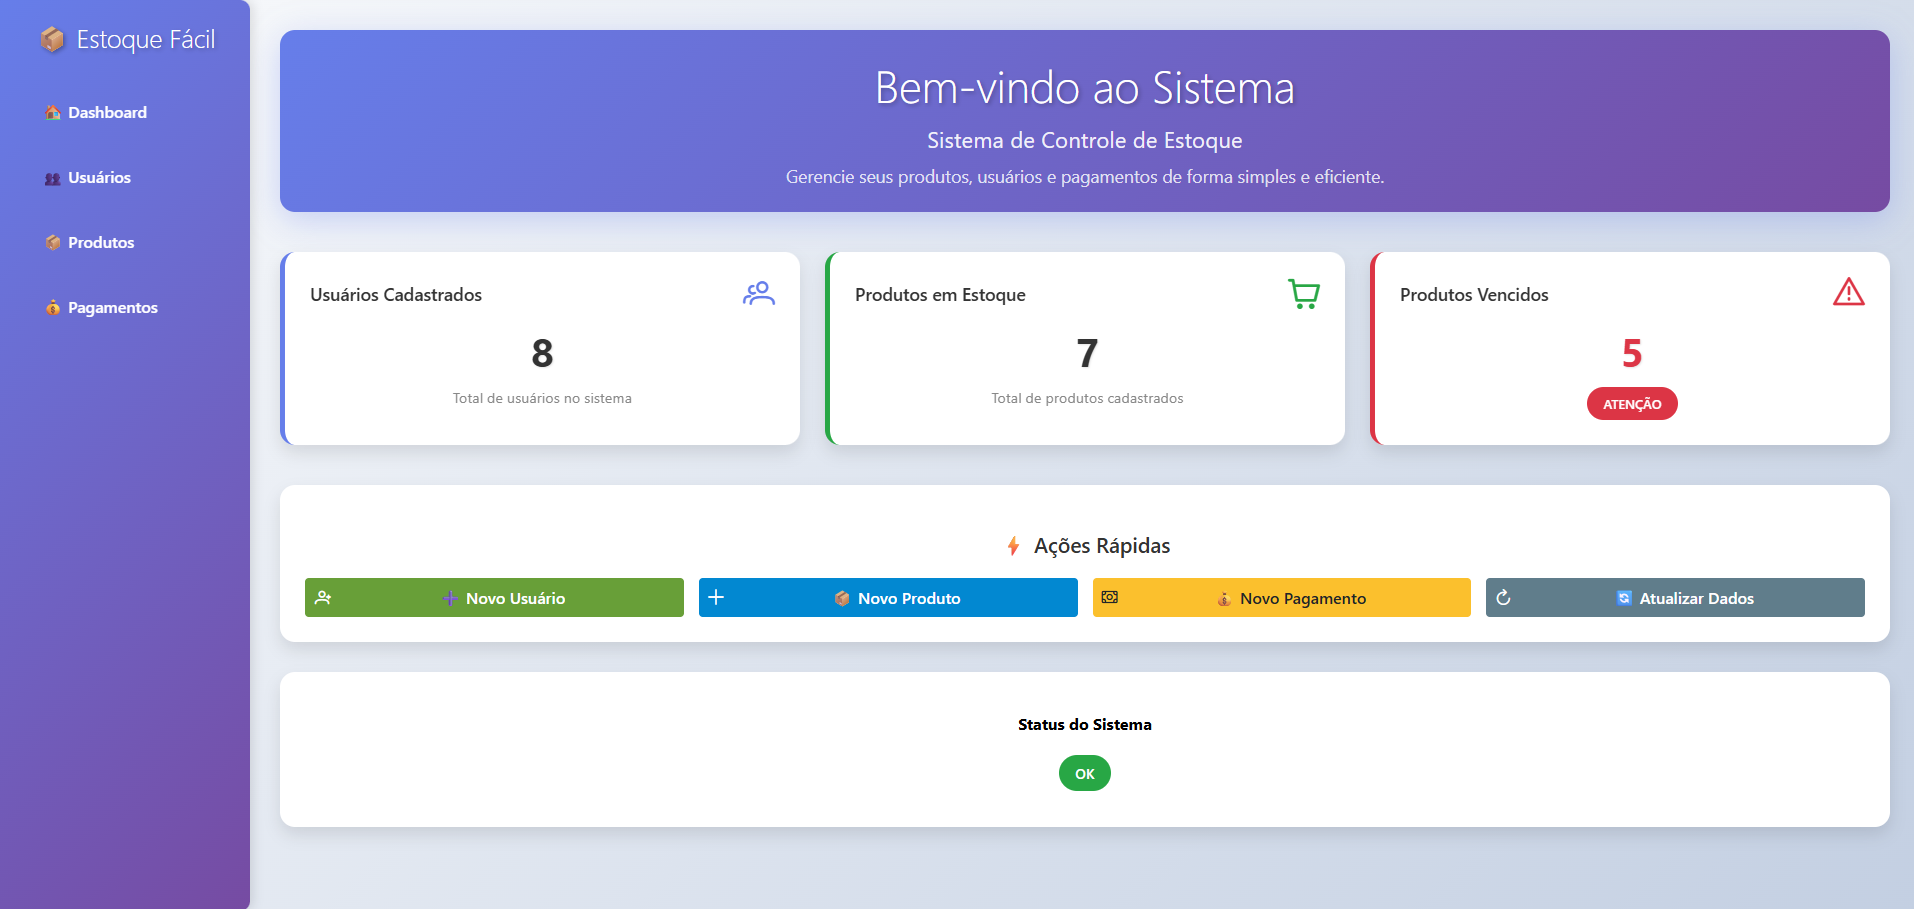 Estoque Fácil
Dashboard
Usuários
Produtos
Pagamentos
Bem-vindo ao Sistema
Sistema de Controle de Estoque
Gerencie seus produtos, usuários e pagamentos de forma simples e eficiente.
Usuários Cadastrados
8
Total de usuários no sistema
Produtos em Estoque
7
Total de produtos cadastrados
Produtos Vencidos
5
ATENÇÃO
Ações Rápidas
Novo Usuário
Novo Produto
Novo Pagamento
Atualizar Dados
Status do Sistema
OK